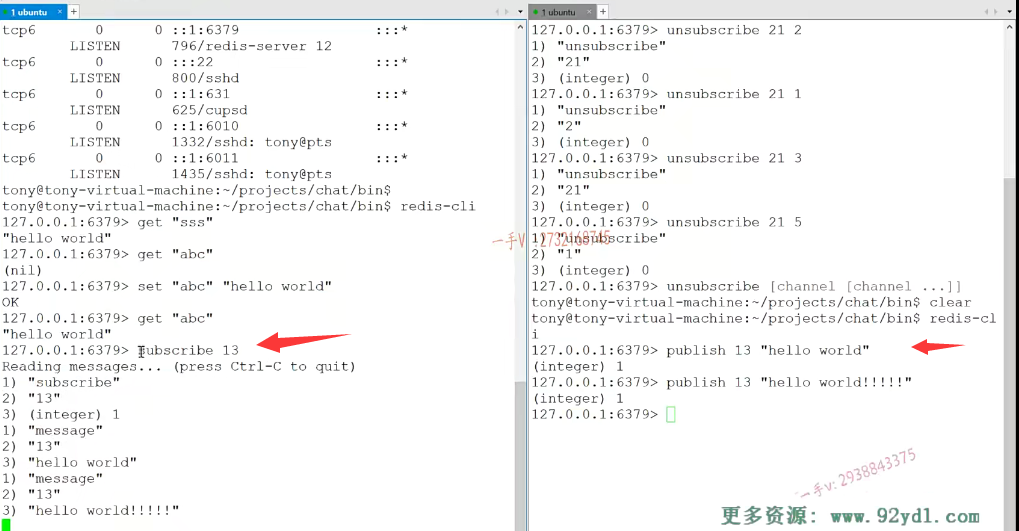 1 ubuntu × +
tcp6 0 0 ::1:6379 :::*
LISTEN 796/redis-server 12
tcp6 0 0 :::22 :::*
LISTEN 800/sshd
tcp6 0 0 ::1:631 :::*
LISTEN 625/cupsd
tcp6 0 0 ::1:6010 :::*
LISTEN 1332/sshd: tony@pts
tcp6 0 0 ::1:6011 :::*
LISTEN 1435/sshd: tony@pts
tony@tony-virtual-machine:~/projects/chat/bin$
tony@tony-virtual-machine:~/projects/chat/bin$ redis-cli
127.0.0.1:6379> get "sss"
"hello world"
127.0.0.1:6379> get "abc"
(nil)
127.0.0.1:6379> set "abc" "hello world"
OK
127.0.0.1:6379> get "abc"
"hello world"
127.0.0.1:6379> subscribe 13
Reading messages... (press Ctrl-C to quit)
1) "subscribe"
2) "13"
3) (integer) 1
1) "message"
2) "13"
3) "hello world"
1) "message"
2) "13"
3) "hello world!!!!!"
1 ubuntu × +
127.0.0.1:6379> unsubscribe 21 2
1) "unsubscribe"
2) "21"
3) (integer) 0
127.0.0.1:6379> unsubscribe 21 1
1) "unsubscribe"
2) "2"
3) (integer) 0
127.0.0.1:6379> unsubscribe 21 3
1) "unsubscribe"
2) "21"
3) (integer) 0
127.0.0.1:6379> unsubscribe 21 5
1) "unsubscribe"
2) "1"
3) (integer) 0
127.0.0.1:6379> unsubscribe [channel [channel ...]]
tony@tony-virtual-machine:~/projects/chat/bin$ clear
tony@tony-virtual-machine:~/projects/chat/bin$ redis-cl
i
127.0.0.1:6379> publish 13 "hello world"
(integer) 1
127.0.0.1:6379> publish 13 "hello world!!!!!"
(integer) 1
127.0.0.1:6379>
一手v: 2938843375
更多资源: www.92yd1.com